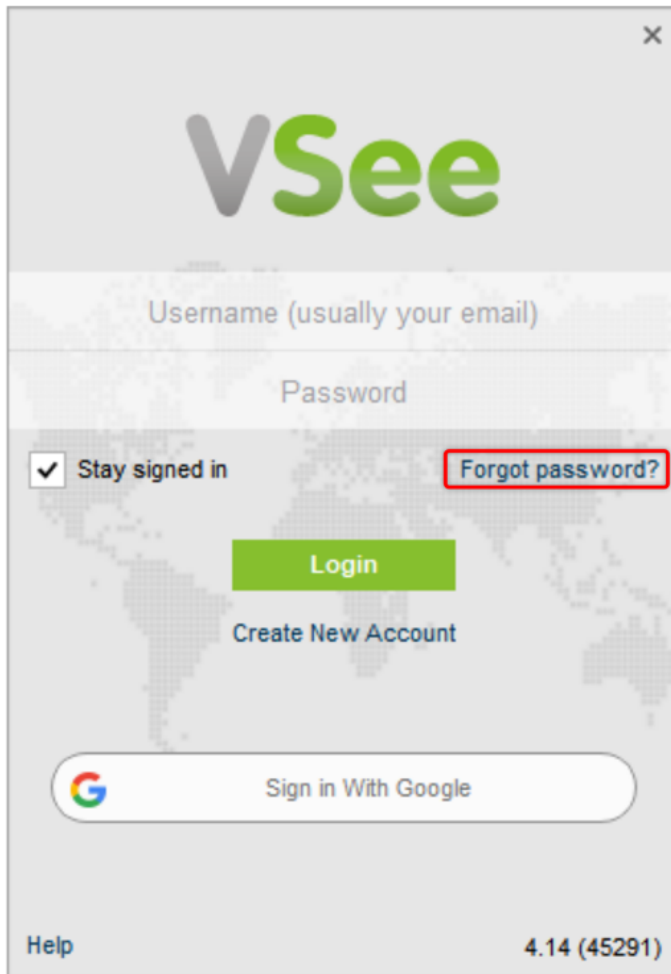 VSee
Username (usually your email)
Password
Stay signed in Forgot password?
Login
Create New Account
Sign in With Google
Help 4.14 (45291)